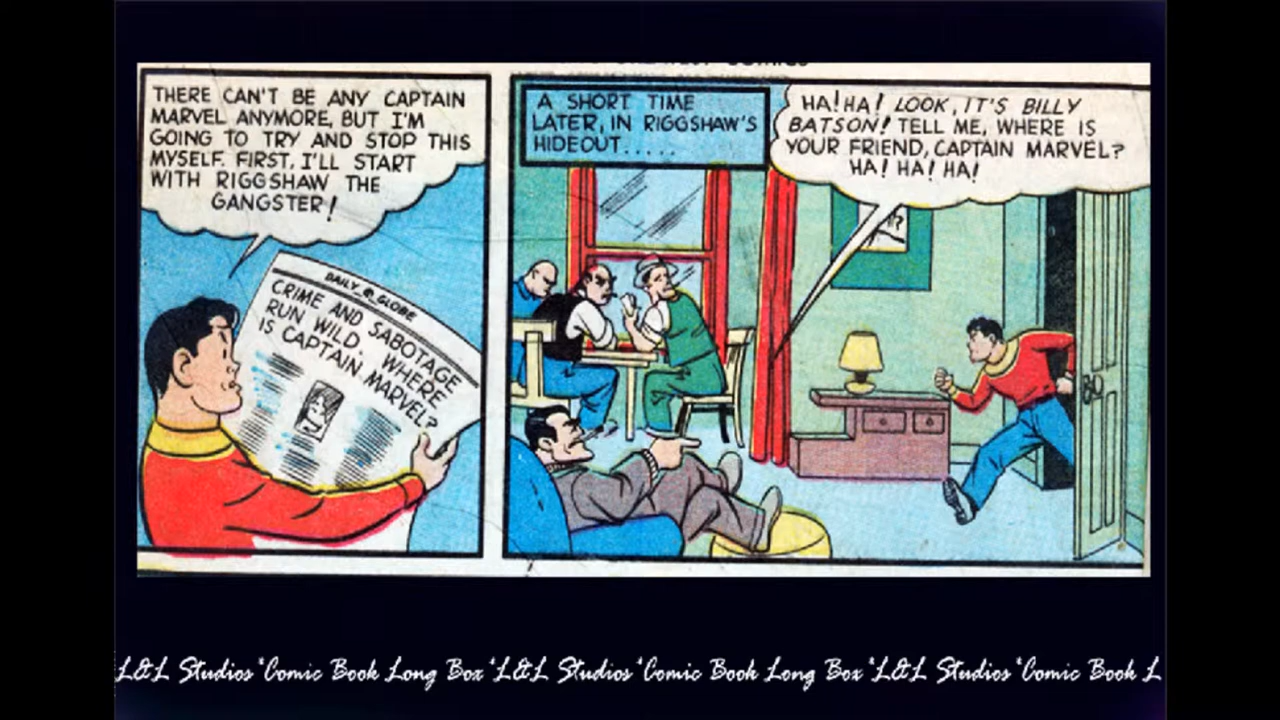 THERE CAN'T BE ANY CAPTAIN
MARVEL ANYMORE, BUT I'M
GOING TO TRY AND STOP THIS
MYSELF. FIRST, I'LL START
WITH RIGGSHAW THE
GANGSTER!
DAILY GLOBE
CRIME AND SABOTAGE
RUN WILD. WHERE
IS CAPTAIN MARVEL?
COMICS
A SHORT TIME
LATER, IN RIGGSHAW'S
HIDEOUT.....
HA! HA! LOOK, IT'S BILLY
BATSON! TELL ME, WHERE IS
YOUR FRIEND, CAPTAIN MARVEL?
HA! HA! HA!
L&L Studios *Comic Book Long Box *L&L Studios *Comic Book Long Box *L&L Studios *Comic Book L